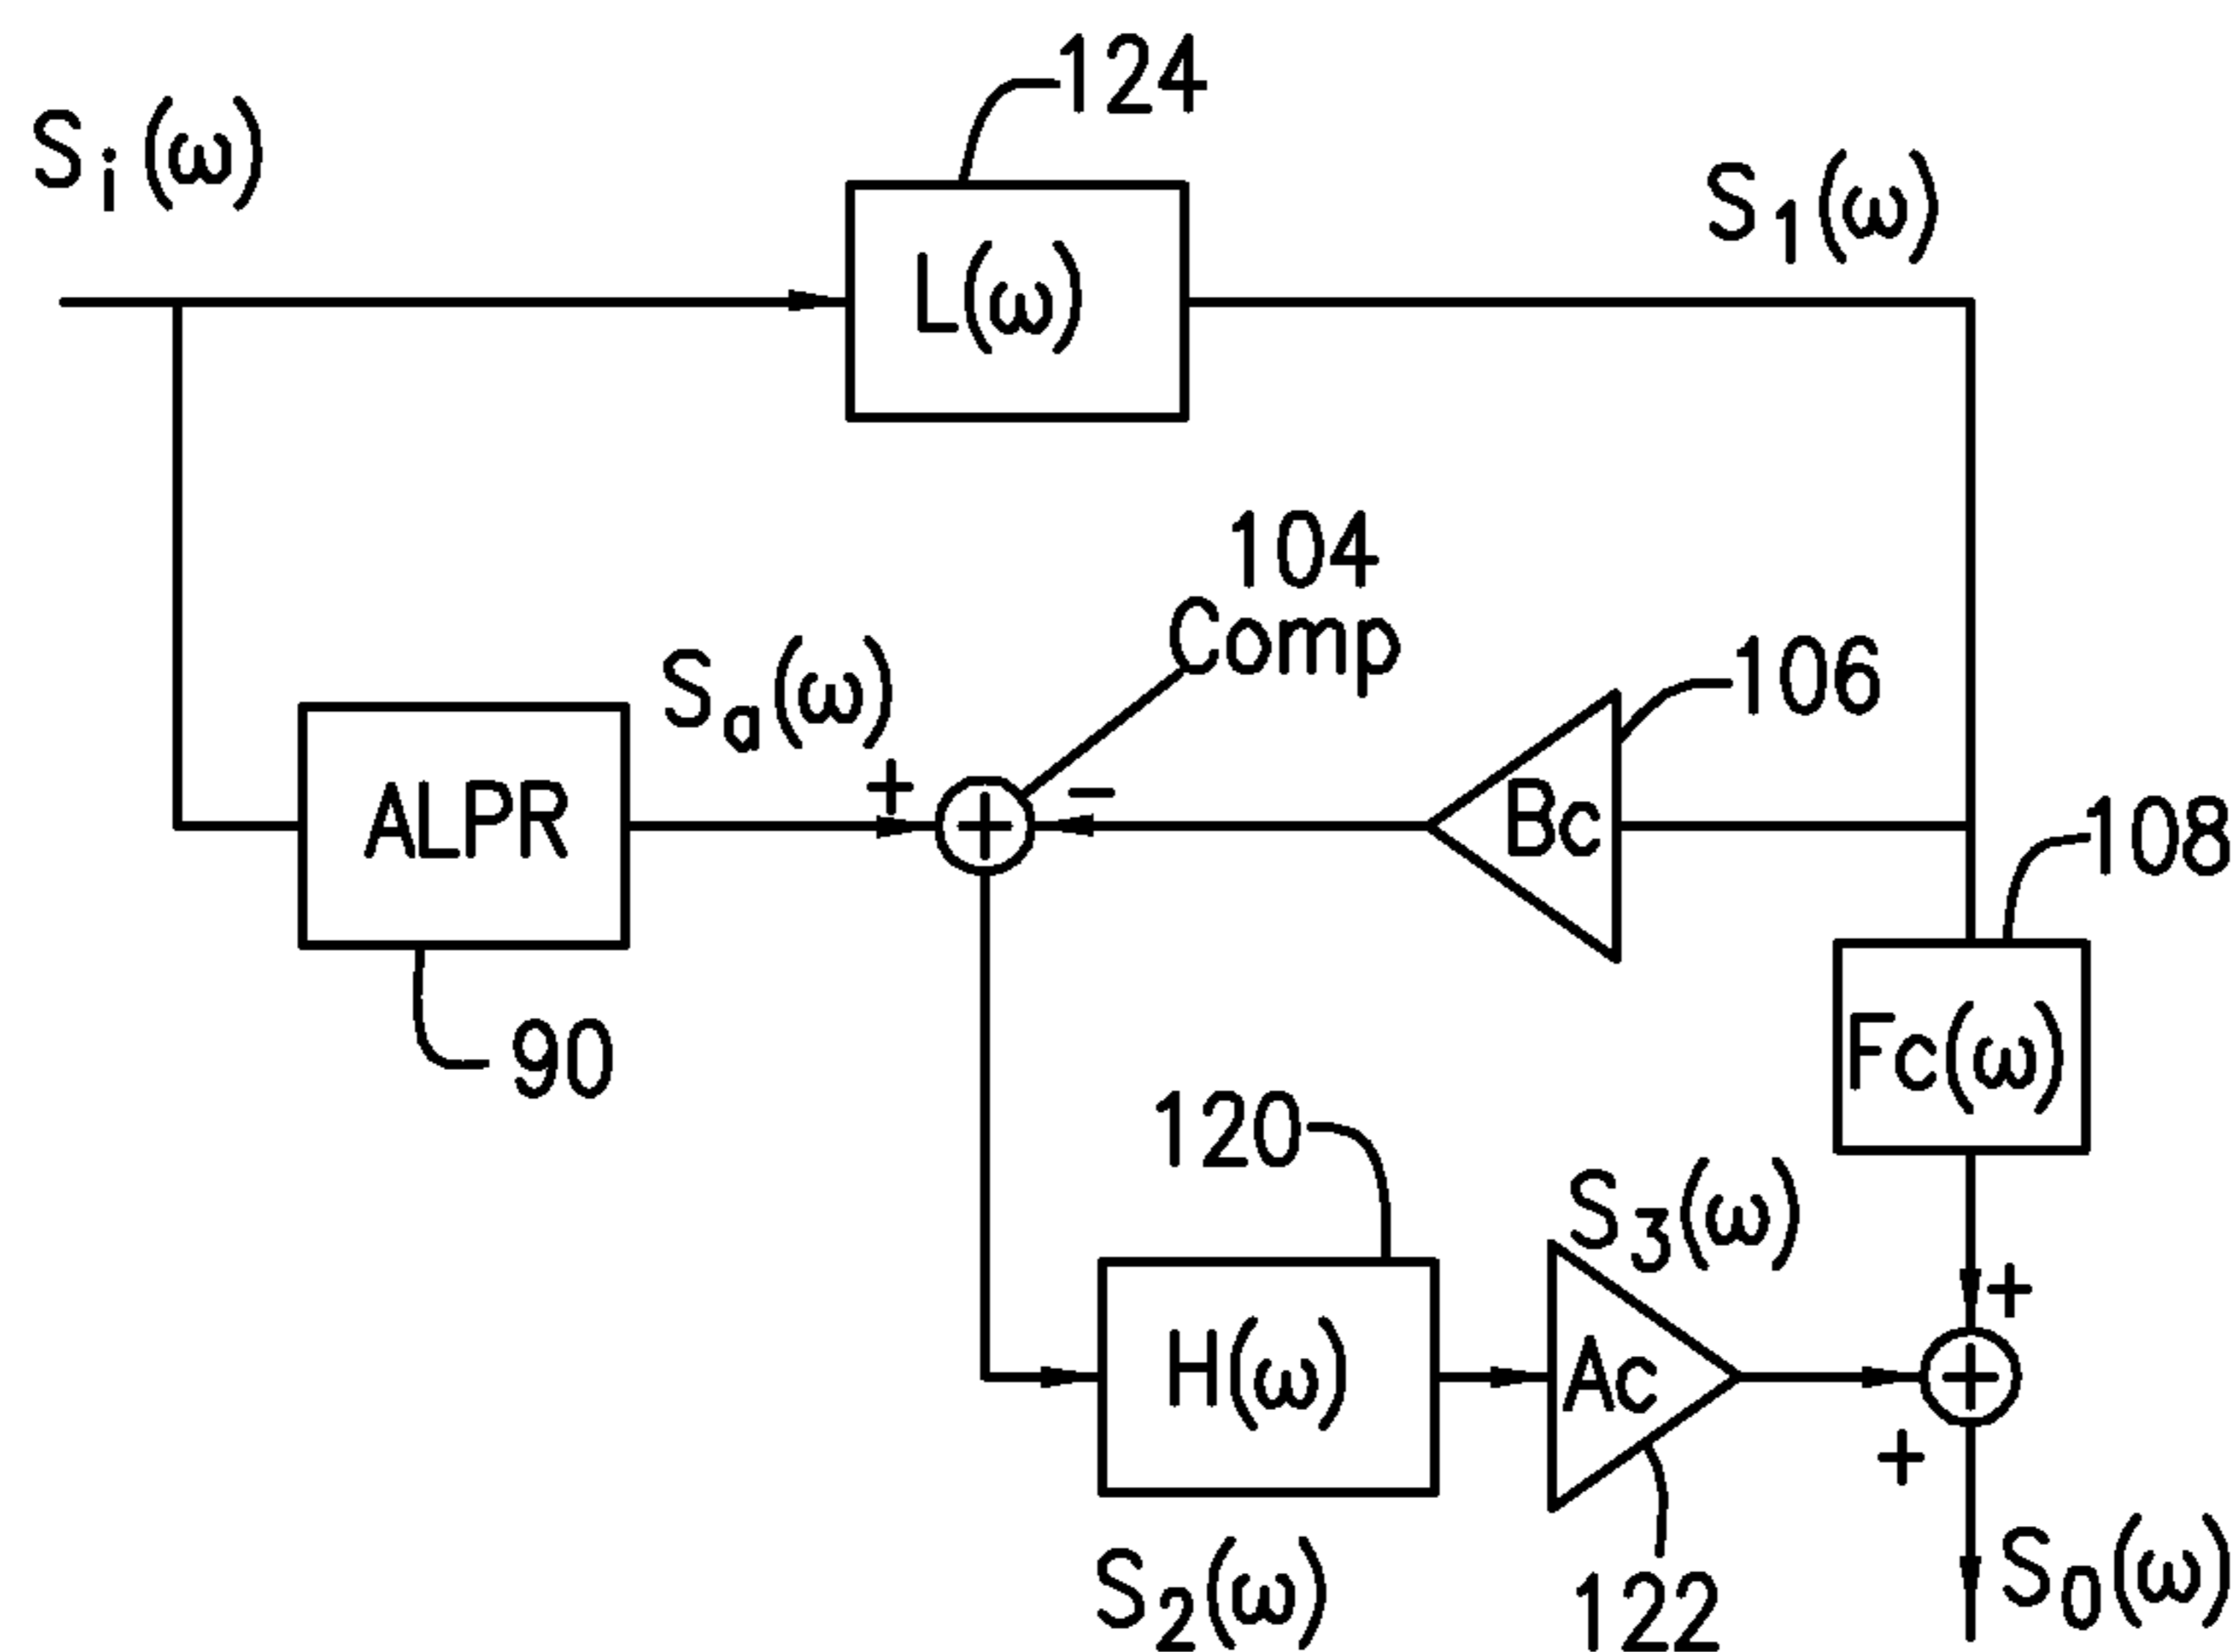 124
Si(ω)
S1(ω)
L(ω)
104
Comp
106
Sa(ω)
+
−
Bc
108
ALPR
+
90
Fc(ω)
120
S3(ω)
+
H(ω)
Ac
+
+
S2(ω)
122
S0(ω)